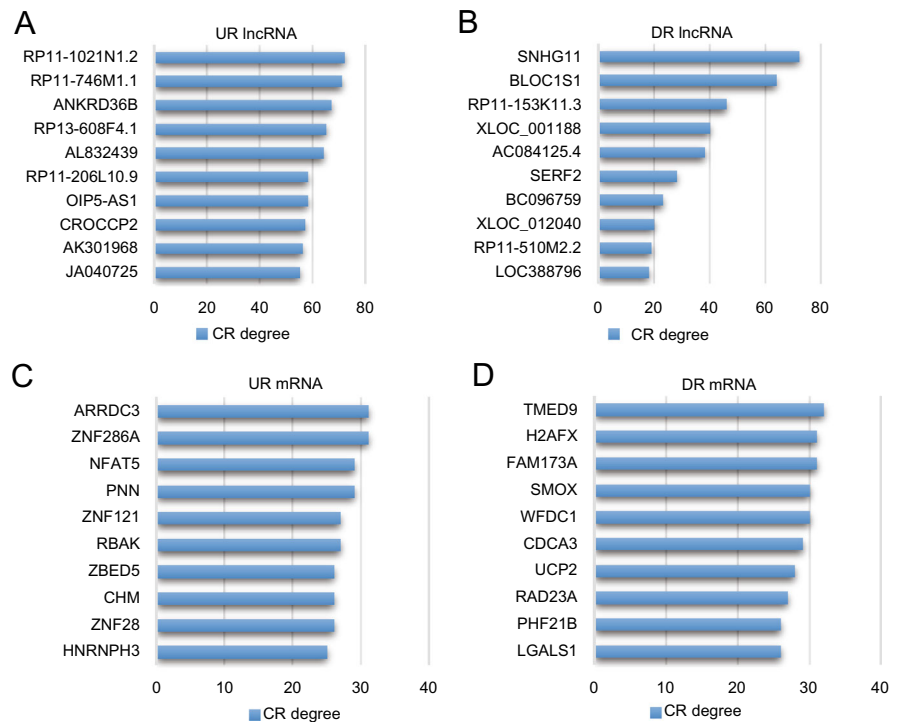 A
UR lncRNA
RP11-1021N1.2
RP11-746M1.1
ANKRD36B
RP13-608F4.1
AL832439
RP11-206L10.9
OIP5-AS1
CROCCP2
AK301968
JA040725
0 20 40 60 80
CR degree
B
DR lncRNA
SNHG11
BLOC1S1
RP11-153K11.3
XLOC_001188
AC084125.4
SERF2
BC096759
XLOC_012040
RP11-510M2.2
LOC388796
0 20 40 60 80
CR degree
C
UR mRNA
ARRDC3
ZNF286A
NFAT5
PNN
ZNF121
RBAK
ZBED5
CHM
ZNF28
HNRNPH3
0 10 20 30 40
CR degree
D
DR mRNA
TMED9
H2AFX
FAM173A
SMOX
WFDC1
CDCA3
UCP2
RAD23A
PHF21B
LGALS1
0 10 20 30 40
CR degree